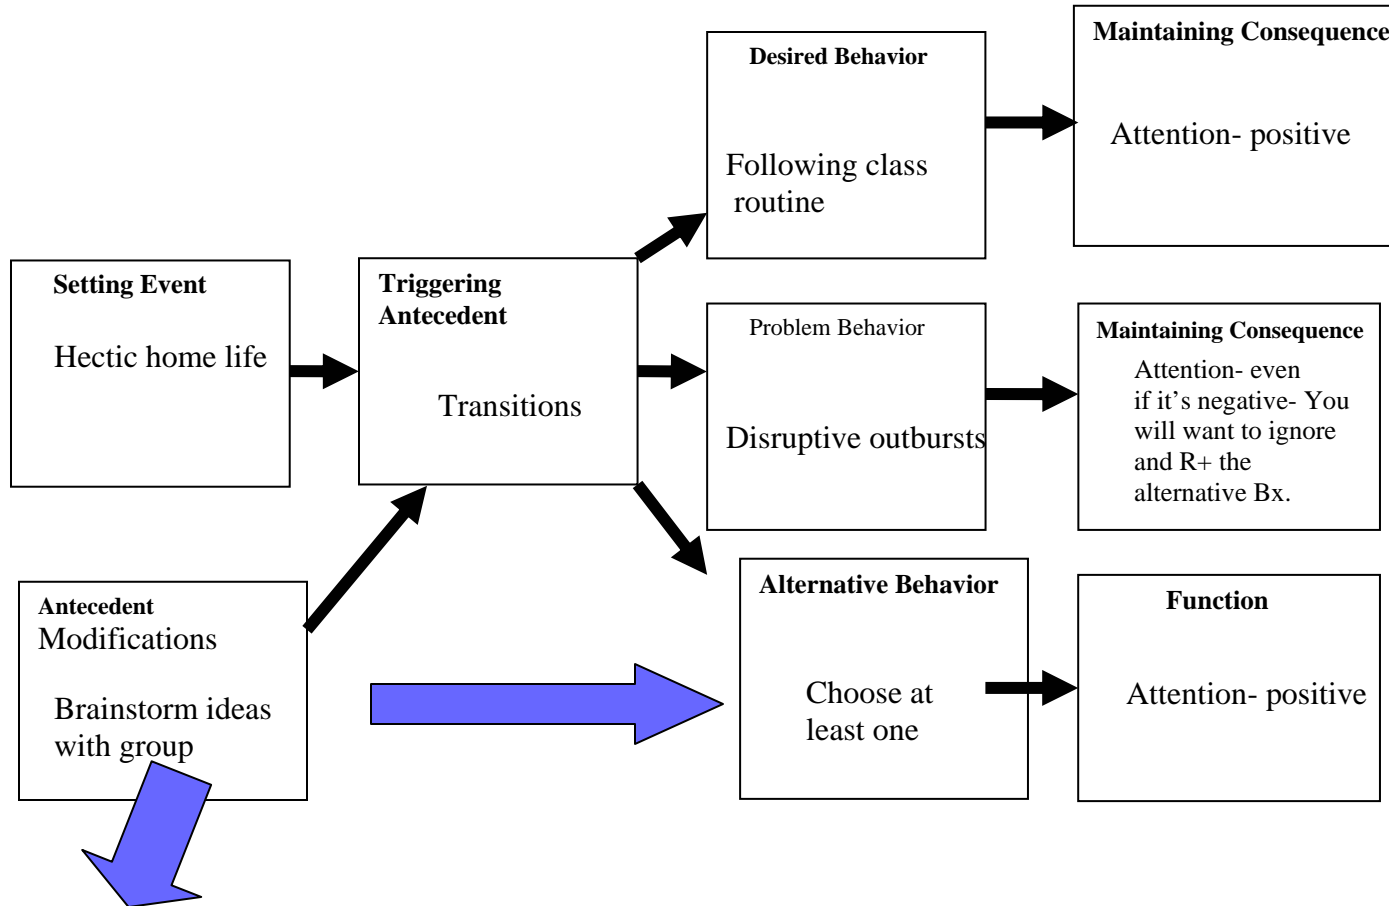 Setting Event
Hectic home life
Triggering
Antecedent
Transitions
Desired Behavior
Following class
routine
Maintaining Consequence
Attention- positive
Problem Behavior
Disruptive outbursts
Maintaining Consequence
Attention- even
if it's negative- You
will want to ignore
and R+ the
alternative Bx.
Antecedent
Modifications
Brainstorm ideas
with group
Alternative Behavior
Choose at
least one
Function
Attention- positive